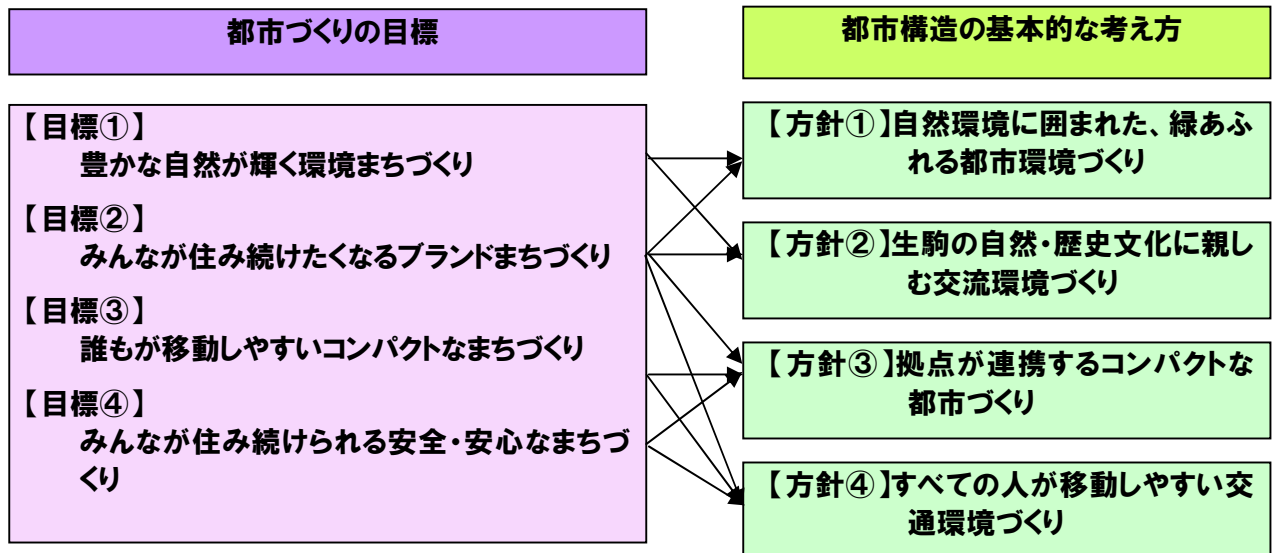 都市づくりの目標
【目標①】
豊かな自然が輝く環境まちづくり
【目標②】
みんなが住み続けたくなるブランドまちづくり
【目標③】
誰もが移動しやすいコンパクトなまちづくり
【目標④】
みんなが住み続けられる安全・安心なまちづ
くり
都市構造の基本的な考え方
【方針①】自然環境に囲まれた、緑あふ
れる都市環境づくり
【方針②】生駒の自然・歴史文化に親し
む交流環境づくり
【方針③】拠点が連携するコンパクトな
都市づくり
【方針④】すべての人が移動しやすい交
通環境づくり